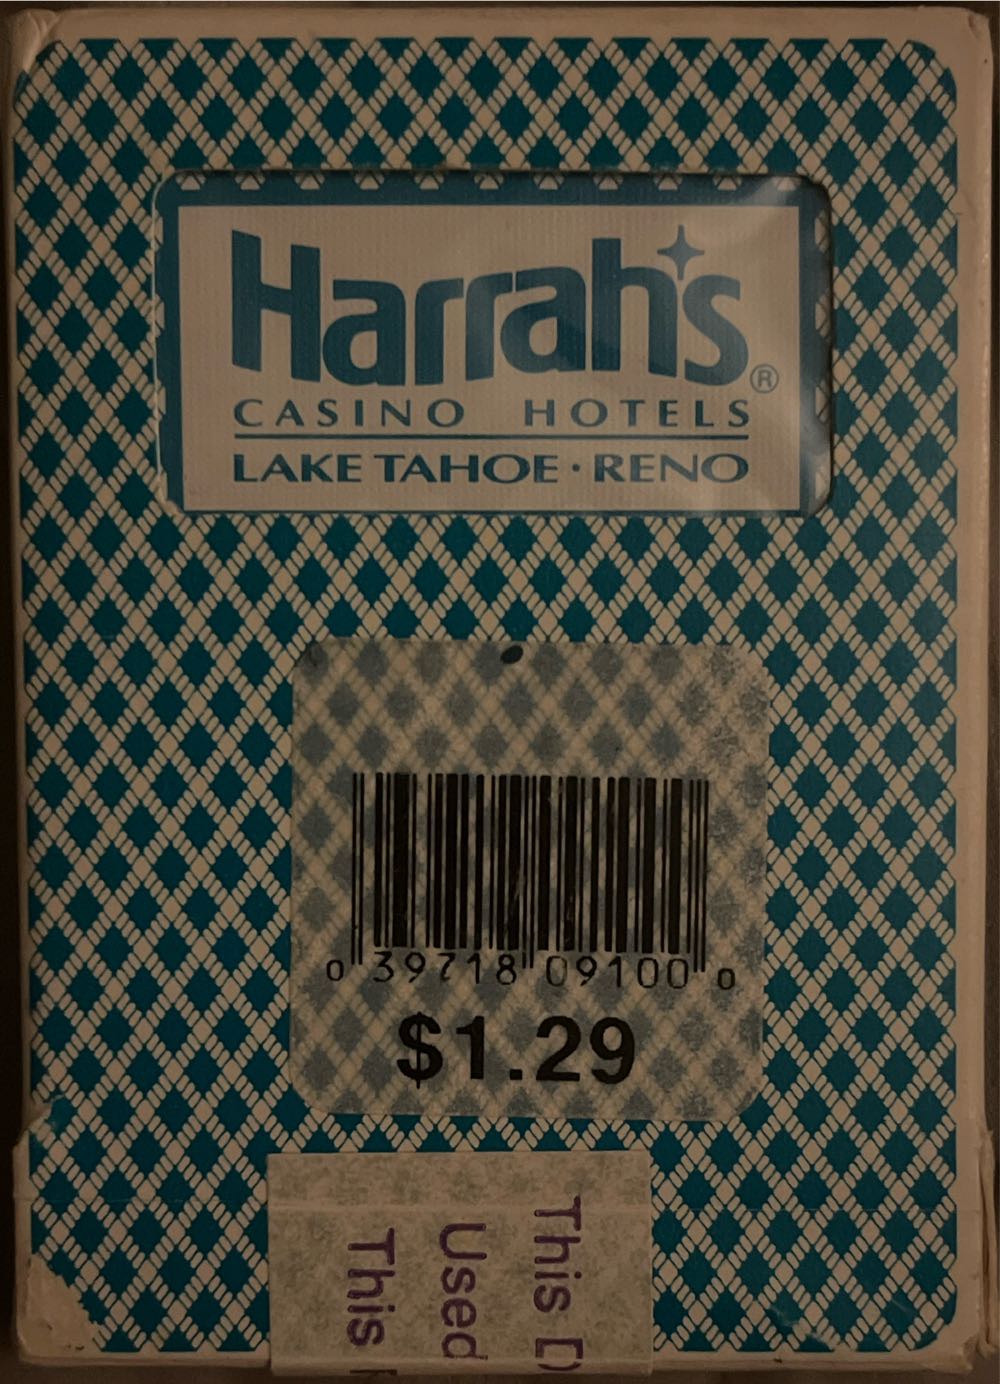 Harrah's®
CASINO HOTELS
LAKE TAHOE · RENO
0 39718 09100 0
$1.29
This
Used
This